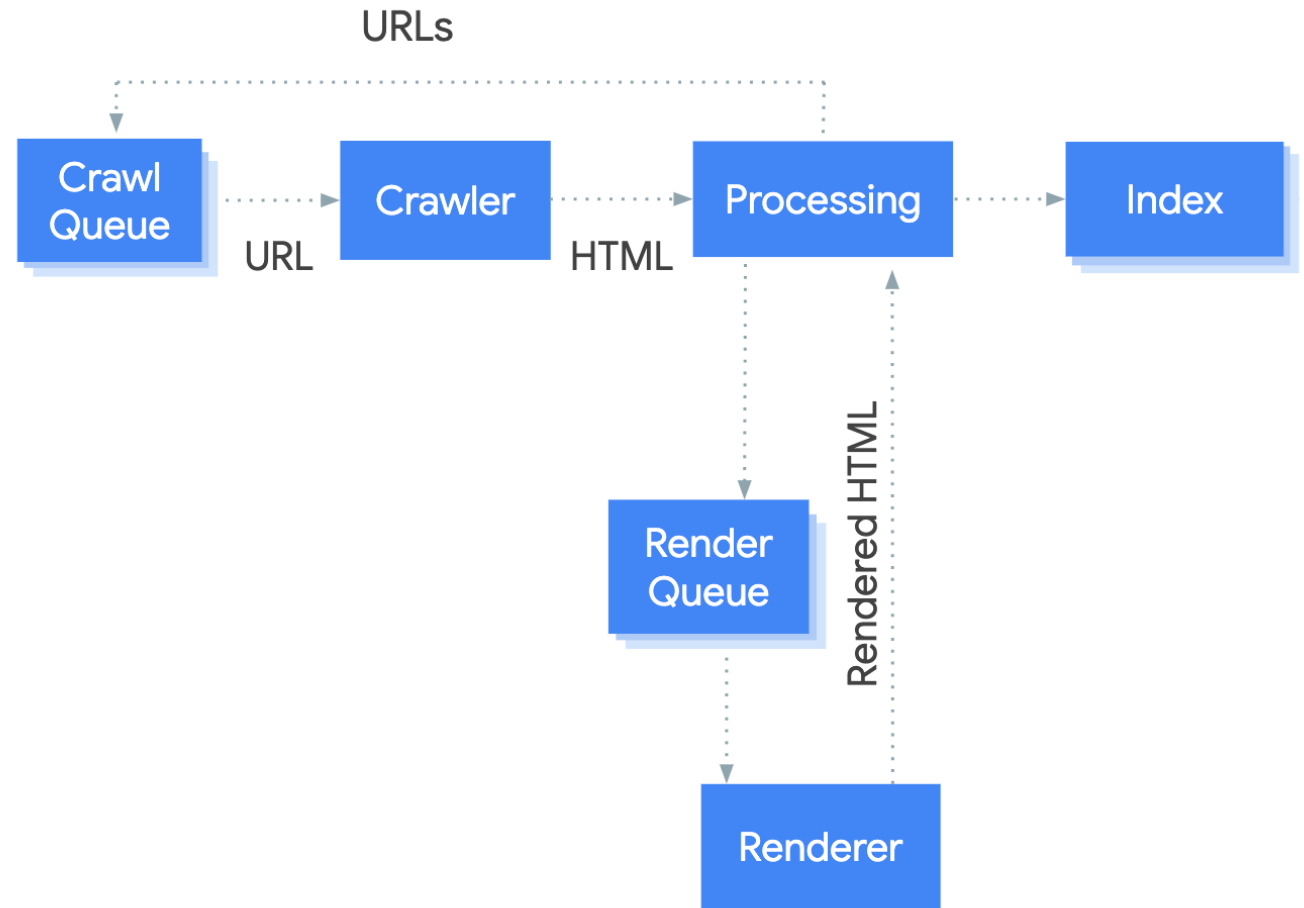 URLs
Crawl
Queue
URL
Crawler
HTML
Processing
Index
Render
Queue
Rendered HTML
Renderer